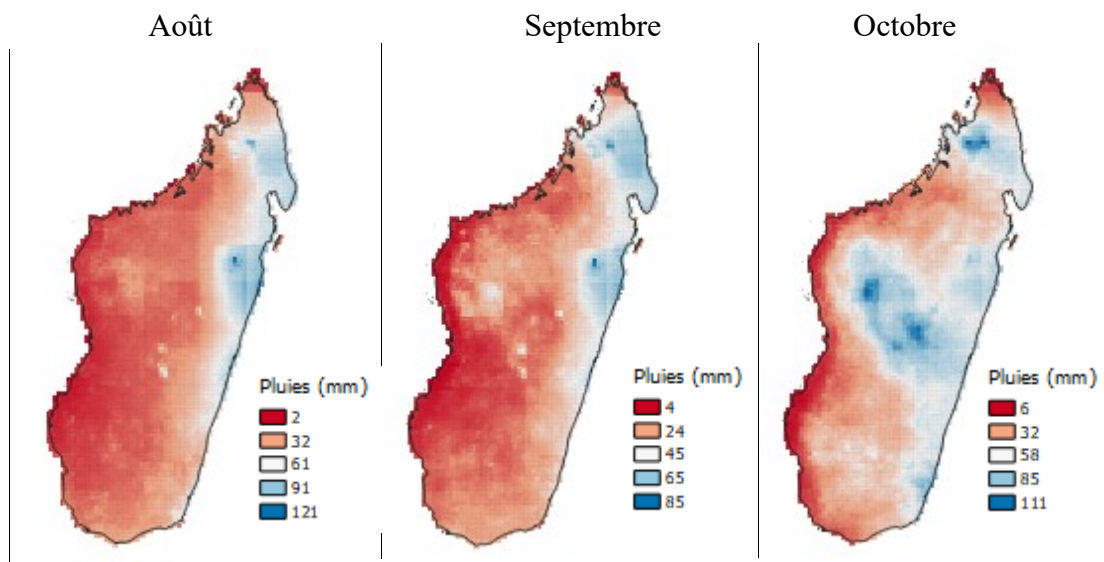 Août
Septembre
Octobre
Pluies (mm)
2
32
61
91
121
Pluies (mm)
4
24
45
65
85
Pluies (mm)
6
32
58
85
111